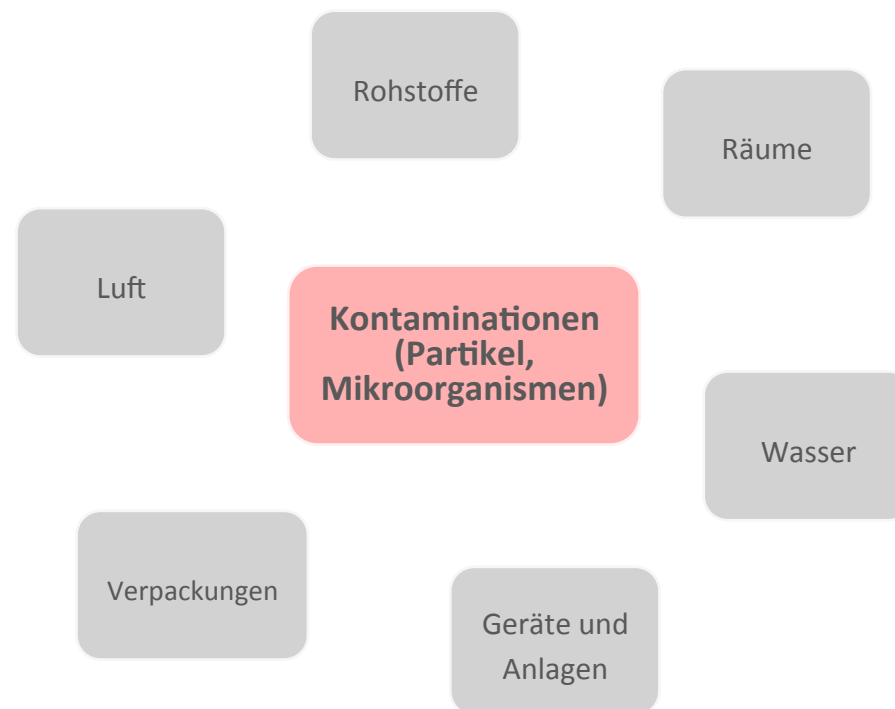 Rohstoffe
Räume
Luft
Kontaminationen
(Partikel,
Mikroorganismen)
Wasser
Verpackungen
Geräte und
Anlagen